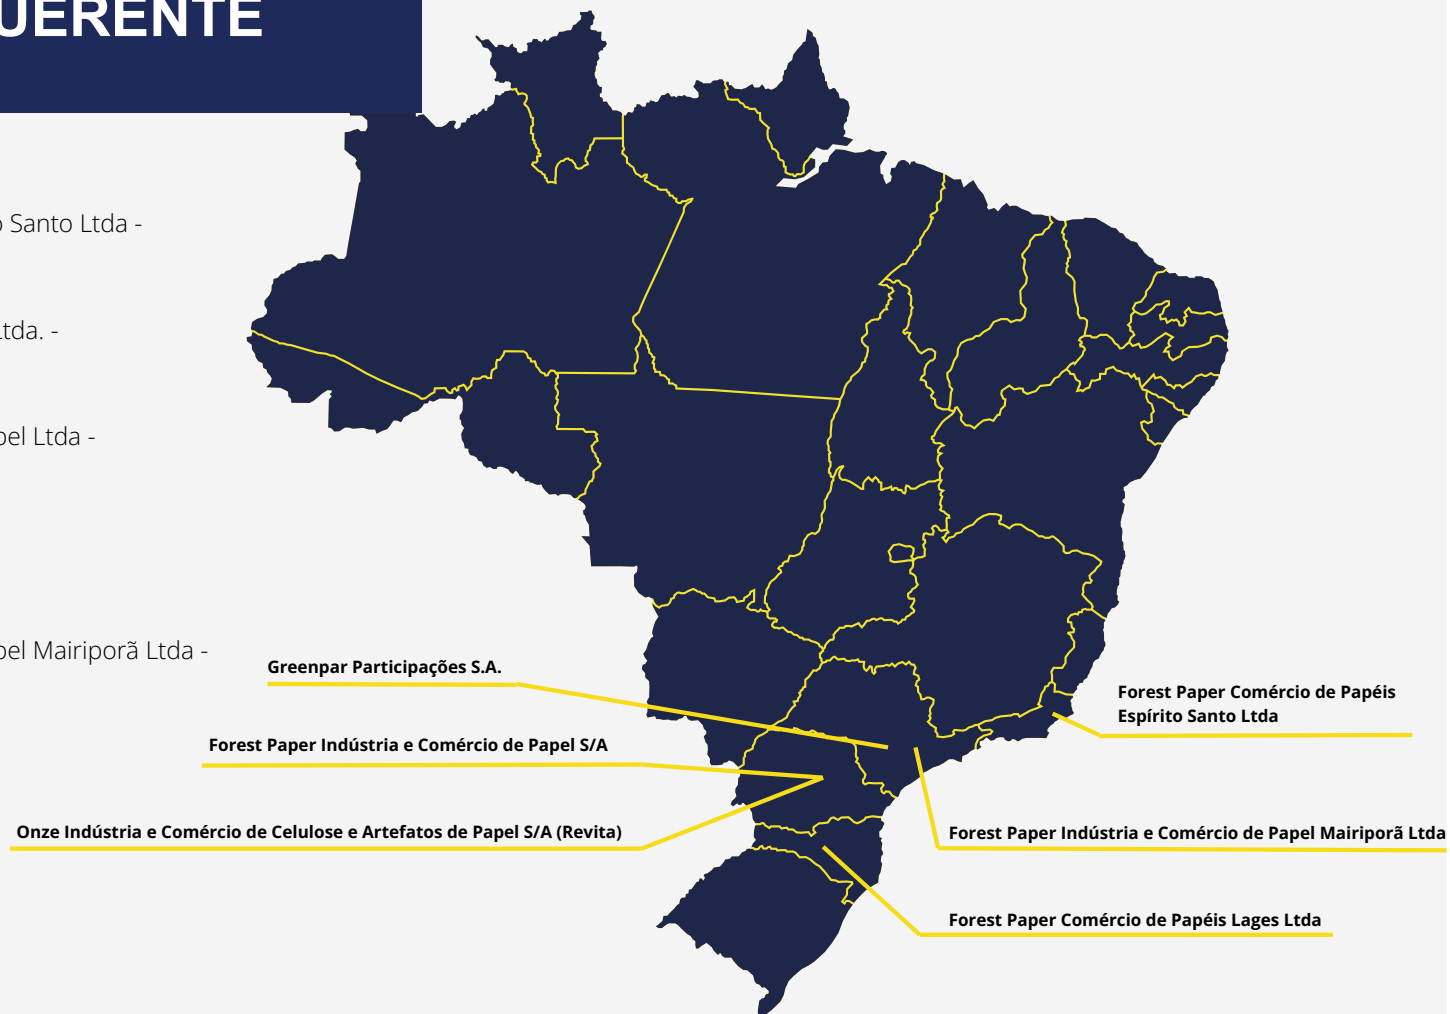 UERENTE
o Santo Ltda -
Ltda. -
pel Ltda -
pel Mairiporã Ltda -
Greenpar Participações S.A.
Forest Paper Comércio de Papéis
Espírito Santo Ltda
Forest Paper Indústria e Comércio de Papel S/A
Onze Indústria e Comércio de Celulose e Artefatos de Papel S/A (Revita)
Forest Paper Indústria e Comércio de Papel Mairiporã Ltda
Forest Paper Comércio de Papéis Lages Ltda